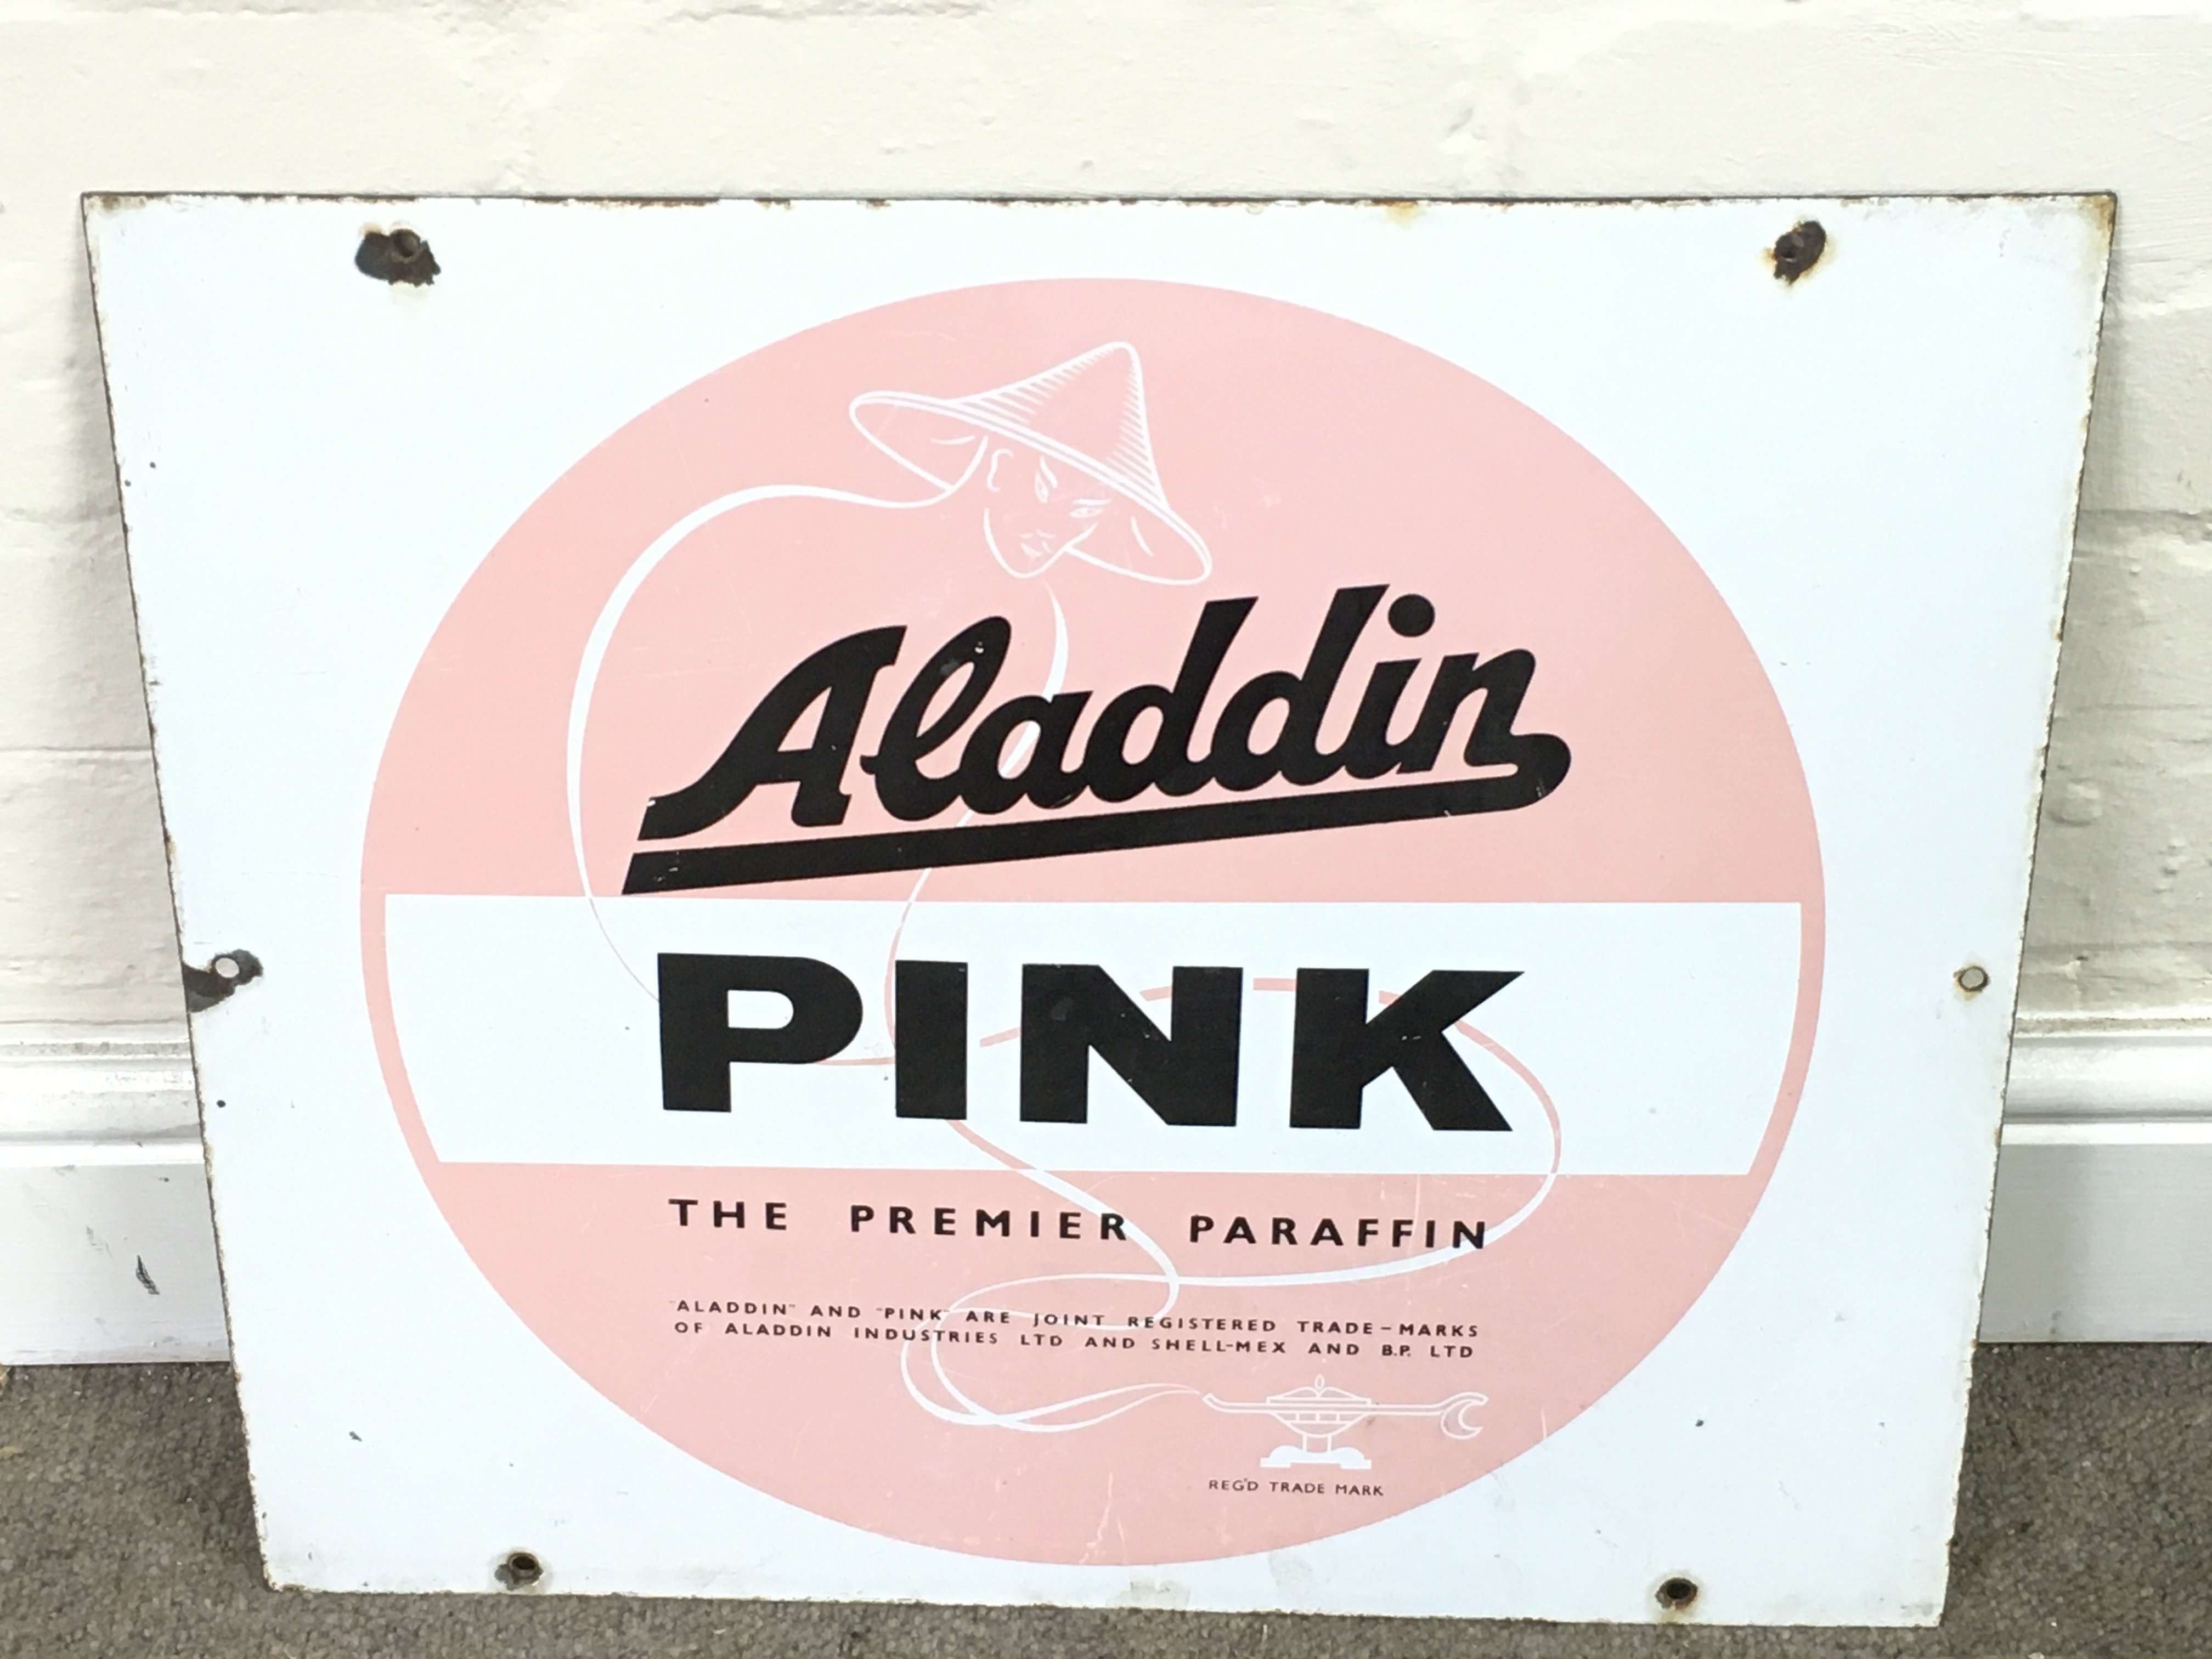 Aladdin
PINK
THE PREMIER PARAFFIN
"ALADDIN" AND "PINK" ARE JOINT REGISTERED TRADE-MARKS
OF ALADDIN INDUSTRIES LTD AND SHELL-MEX AND B.P. LTD
REG'D TRADE MARK